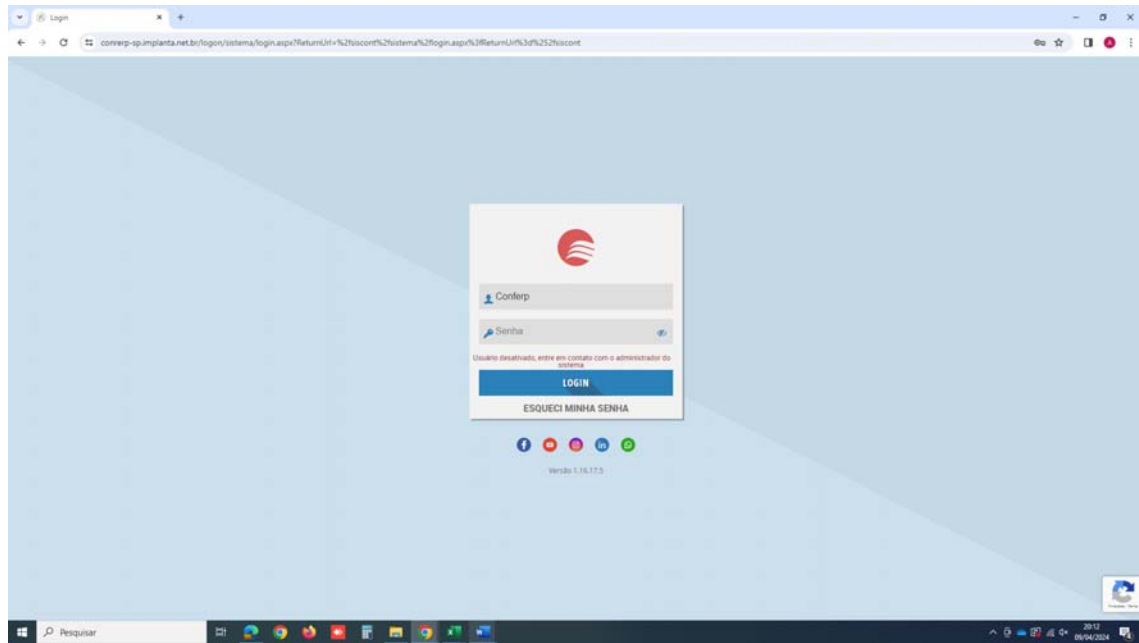 Login
conrerp-sp.implanta.net.br/logon/sistema/login.aspx?ReturnUrl=%2fsiscont%2fsistema%2flogin.aspx%3fReturnUrl%3d%252fsiscont
Conferp
Senha
Usuário desativado, entre em contato com o administrador do
sistema
LOGIN
ESQUECI MINHA SENHA
Versão 1.16.17.5
Pesquisar
20:12
09/04/2024